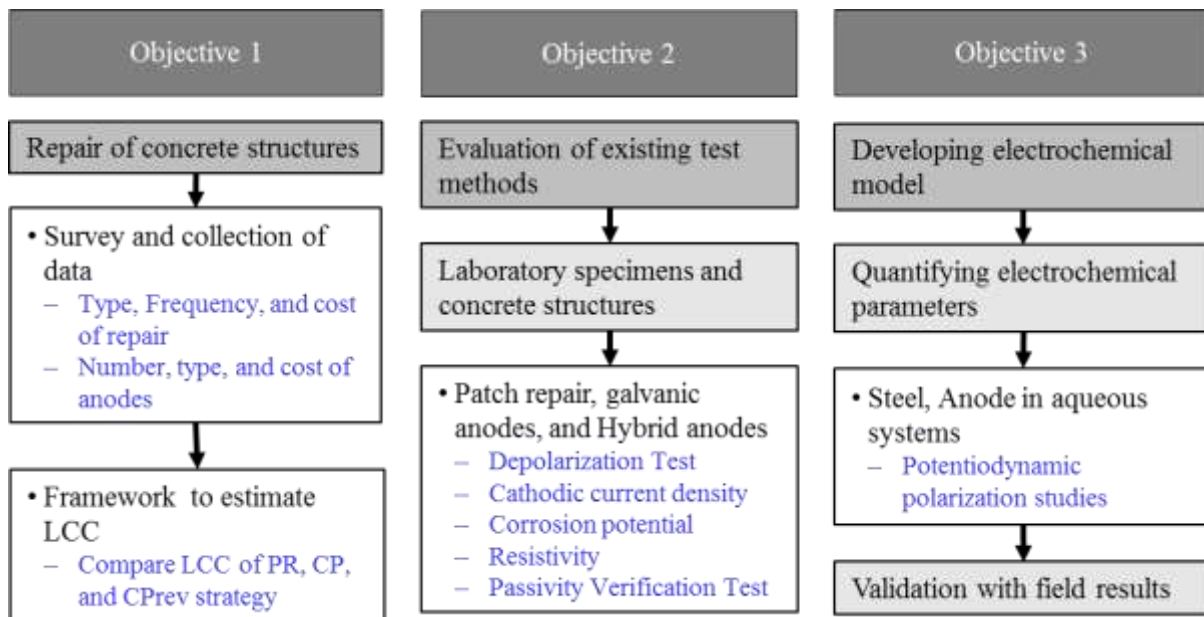 Objective 1
Repair of concrete structures
• Survey and collection of
data
– Type, Frequency, and cost
of repair
– Number, type, and cost of
anodes
• Framework to estimate
LCC
– Compare LCC of PR, CP,
and CPrev strategy
Objective 2
Evaluation of existing test
methods
Laboratory specimens and
concrete structures
• Patch repair, galvanic
anodes, and Hybrid anodes
– Depolarization Test
– Cathodic current density
– Corrosion potential
– Resistivity
– Passivity Verification Test
Objective 3
Developing electrochemical
model
Quantifying electrochemical
parameters
• Steel, Anode in aqueous
systems
– Potentiodynamic
polarization studies
Validation with field results